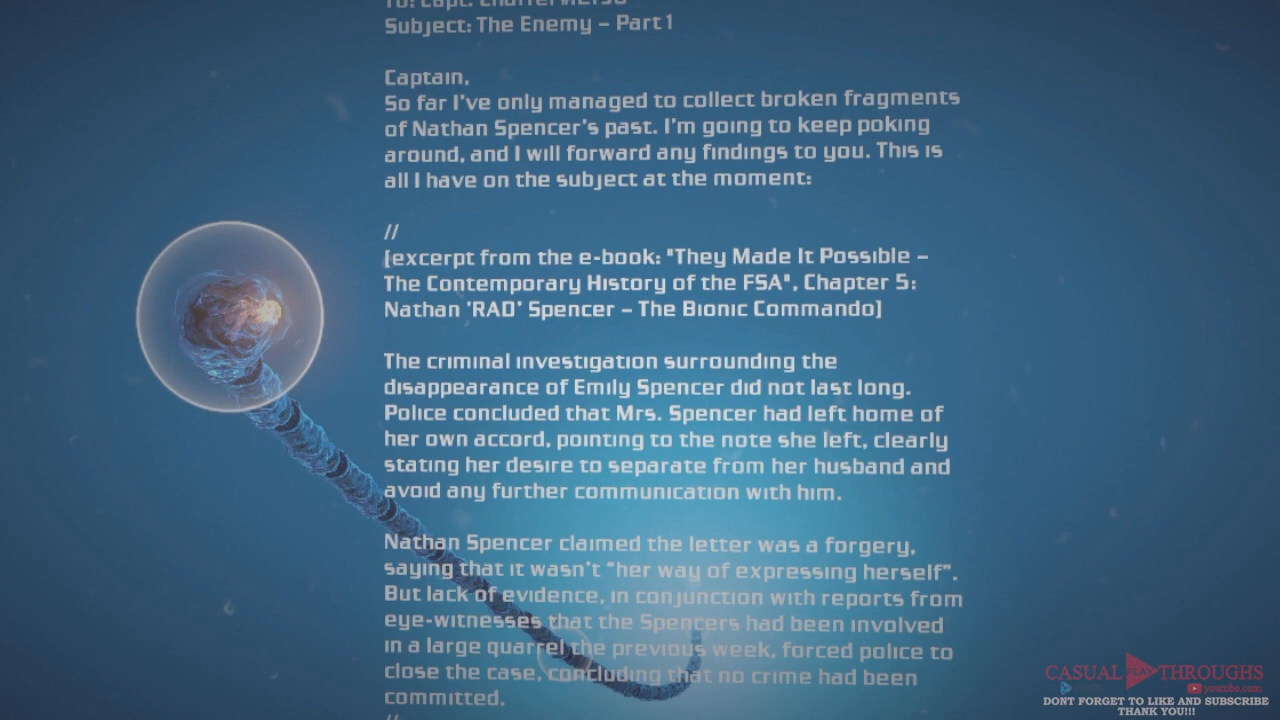 To: Capt.
Subject: The Enemy – Part 1
Captain,
So far I've only managed to collect broken fragments
of Nathan Spencer's past. I'm going to keep poking
around, and I will forward any findings to you. This is
all I have on the subject at the moment:
//
[excerpt from the e-book: "They Made It Possible –
The Contemporary History of the FSA", Chapter 5:
Nathan 'RAD' Spencer – The Bionic Commando]
The criminal investigation surrounding the
disappearance of Emily Spencer did not last long.
Police concluded that Mrs. Spencer had left home of
her own accord, pointing to the note she left, clearly
stating her desire to separate from her husband and
avoid any further communication with him.
Nathan Spencer claimed the letter was a forgery,
saying that it wasn't "her way of expressing herself".
But lack of evidence, in conjunction with reports from
eye-witnesses that the Spencers had been involved
in a large quarrel the previous week, forced police to
close the case, concluding that no crime had been
committed.
//
CASUAL PLAY THROUGHS
youtube.com
DONT FORGET TO LIKE AND SUBSCRIBE
THANK YOU!!!